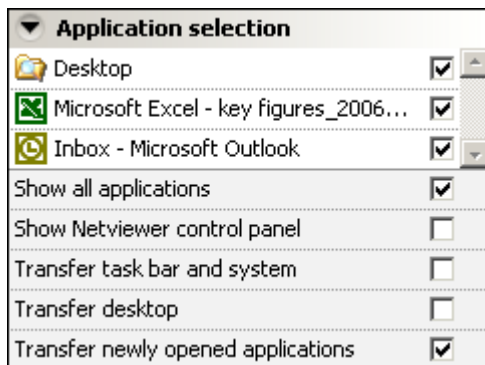 Application selection
Desktop
Microsoft Excel - key figures_2006...
Inbox - Microsoft Outlook
Show all applications
Show Netviewer control panel
Transfer task bar and system
Transfer desktop
Transfer newly opened applications